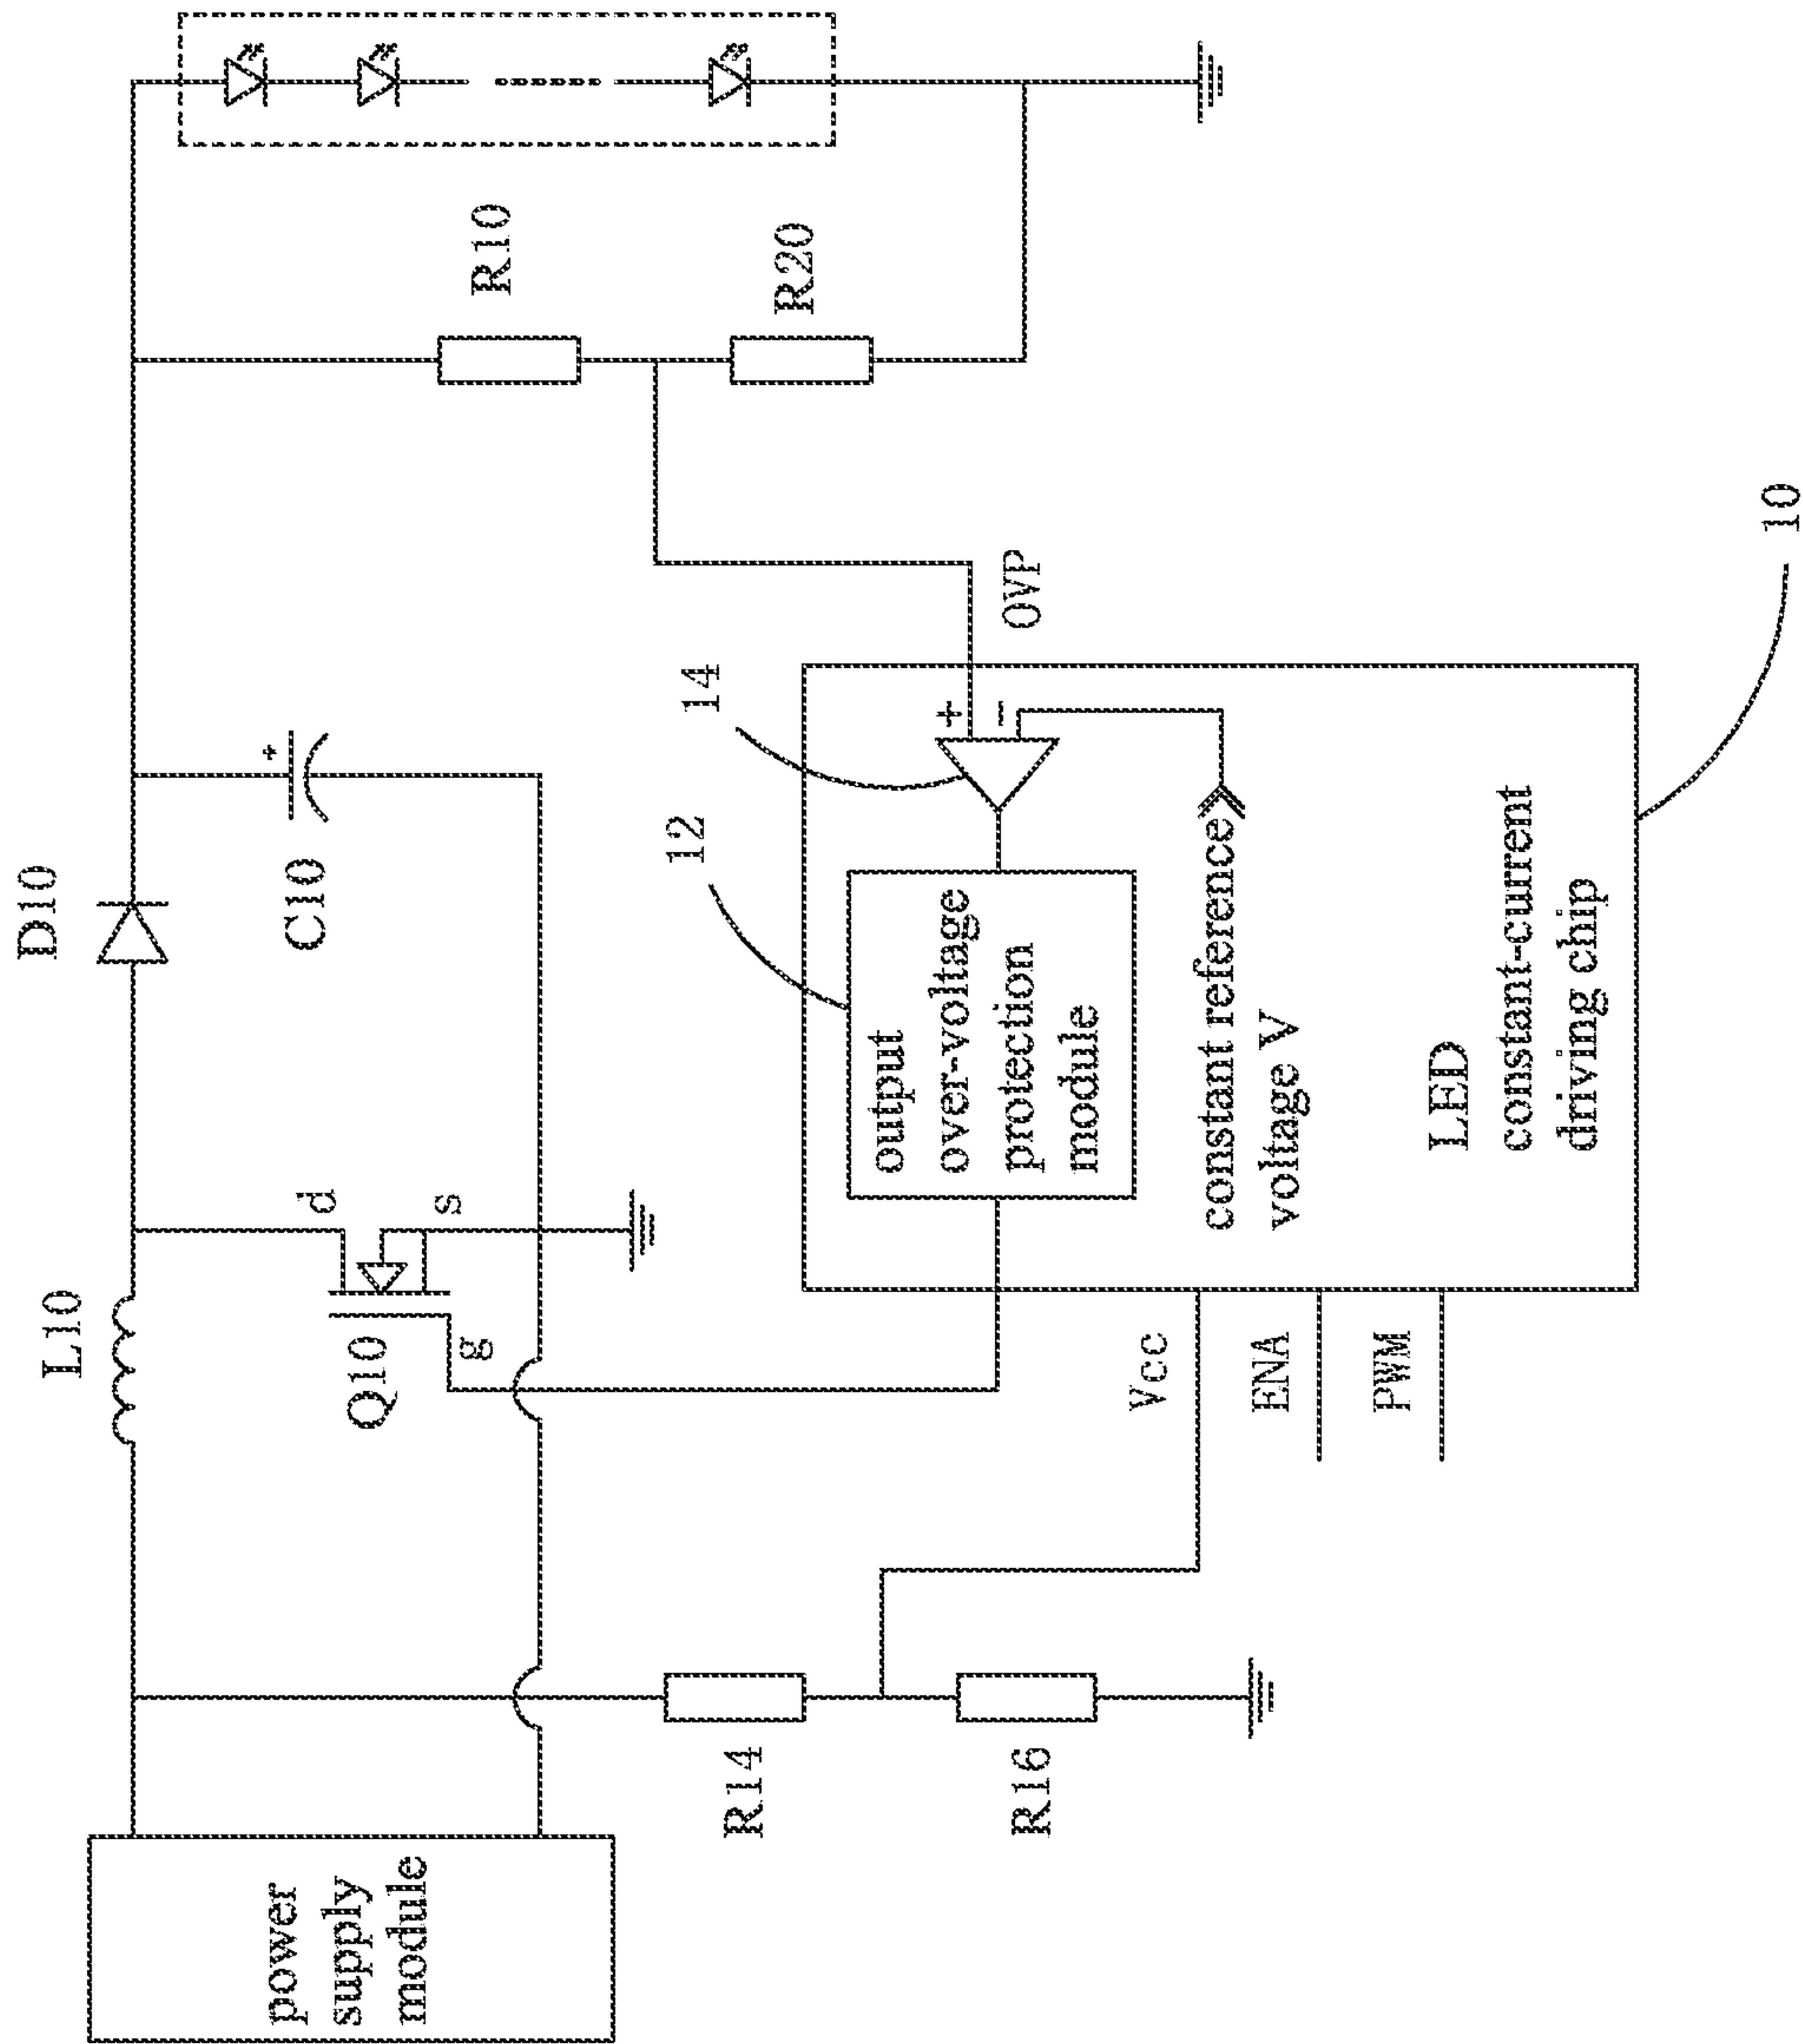 L10
D10
power
supply
module
Q10
g
d
s
C10
+
R10
R20
R14
R16
12
14
OVP
+
−
output
over-voltage
protection
module
Vcc
ENA
PWM
constant reference
voltage V
LED
constant-current
driving chip
10